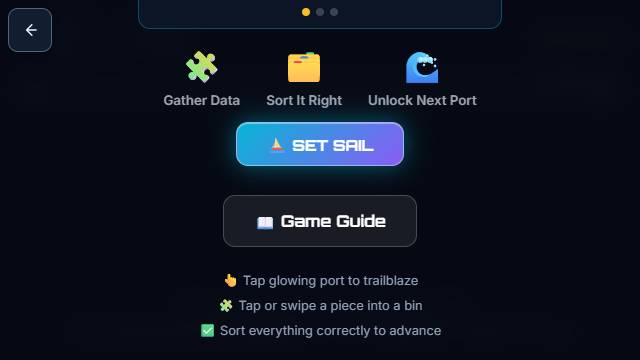 Gather Data
Sort It Right
Unlock Next Port
SET SAIL
Game Guide
Tap glowing port to trailblaze
Tap or swipe a piece into a bin
Sort everything correctly to advance